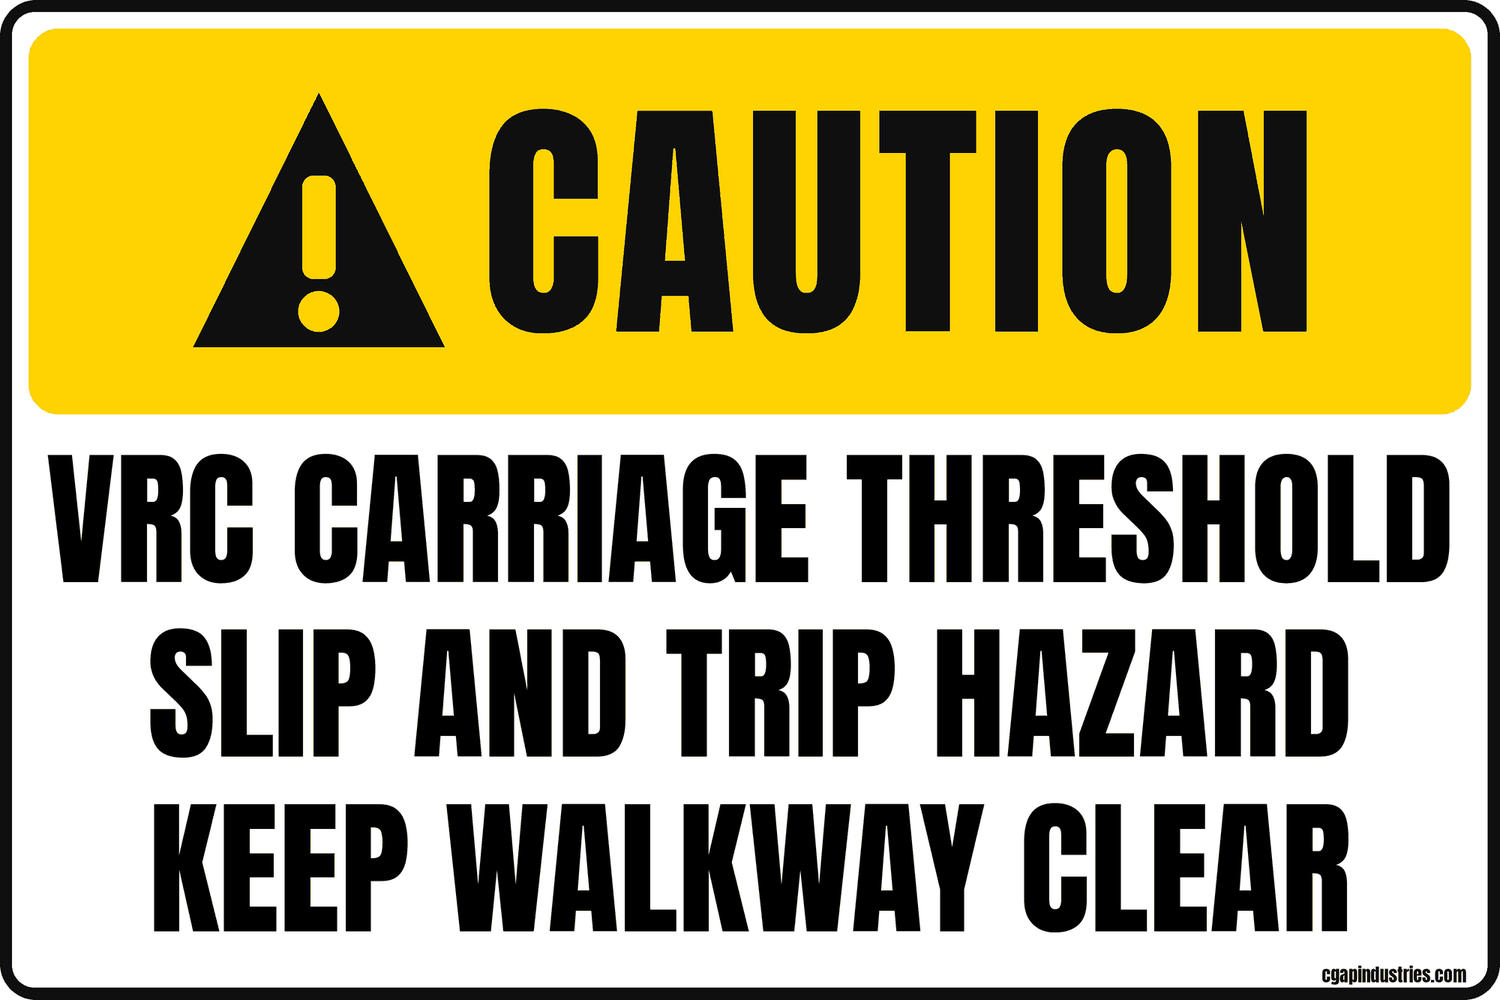 CAUTION
VRC CARRIAGE THRESHOLD
SLIP AND TRIP HAZARD
KEEP WALKWAY CLEAR
cgapindustries.com